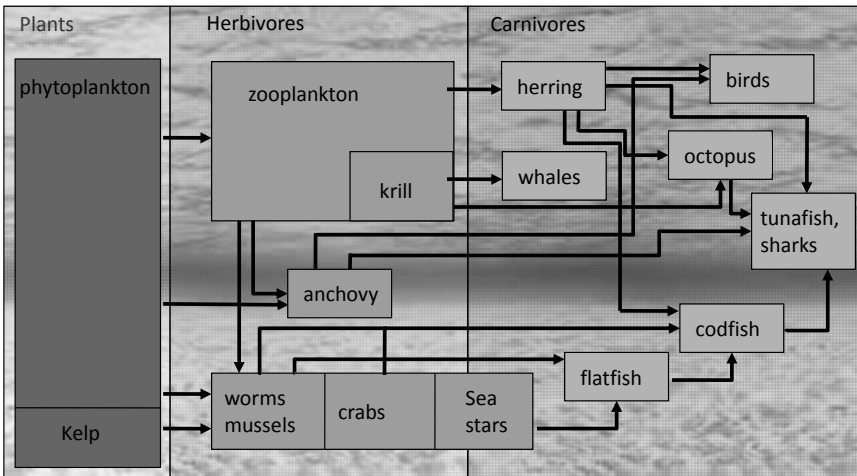 Plants
Herbivores
Carnivores
phytoplankton
zooplankton
herring
birds
krill
whales
octopus
tunafish,
sharks
anchovy
codfish
flatfish
worms
mussels
crabs
Sea
stars
Kelp